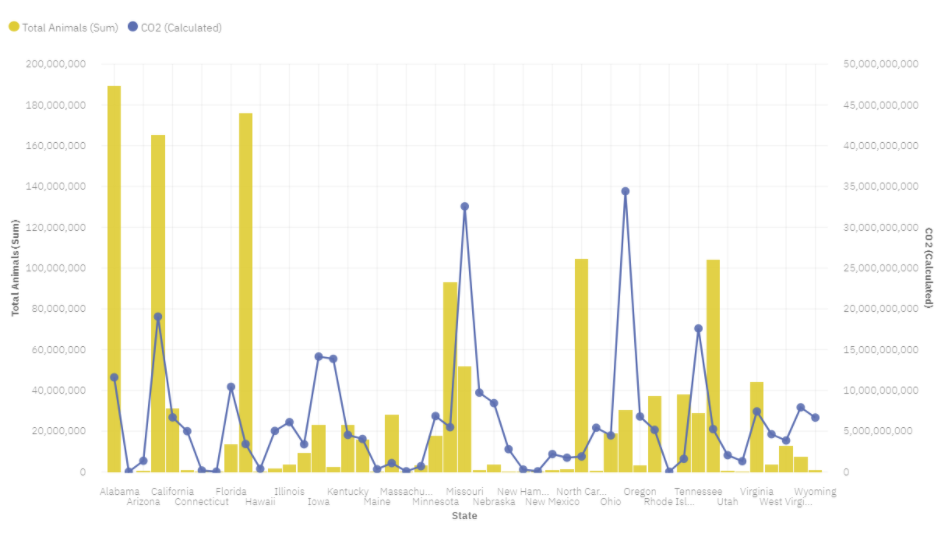 Total Animals (Sum) CO2 (Calculated)
200,000,000 50,000,000,000
180,000,000 45,000,000,000
160,000,000 40,000,000,000
140,000,000 35,000,000,000
120,000,000 30,000,000,000
100,000,000 25,000,000,000
80,000,000 20,000,000,000
60,000,000 15,000,000,000
40,000,000 10,000,000,000
20,000,000 5,000,000,000
0 0
Total Animals (Sum)
CO2 (Calculated)
Alabama California Florida Illinois Kentucky Massachu... Missouri New Ham... North Car... Oregon Tennessee Virginia Wyoming
Arizona Connecticut Hawaii Iowa Maine Minnesota Nebraska New Mexico Ohio Rhode Isl... Utah West Virgi...
State